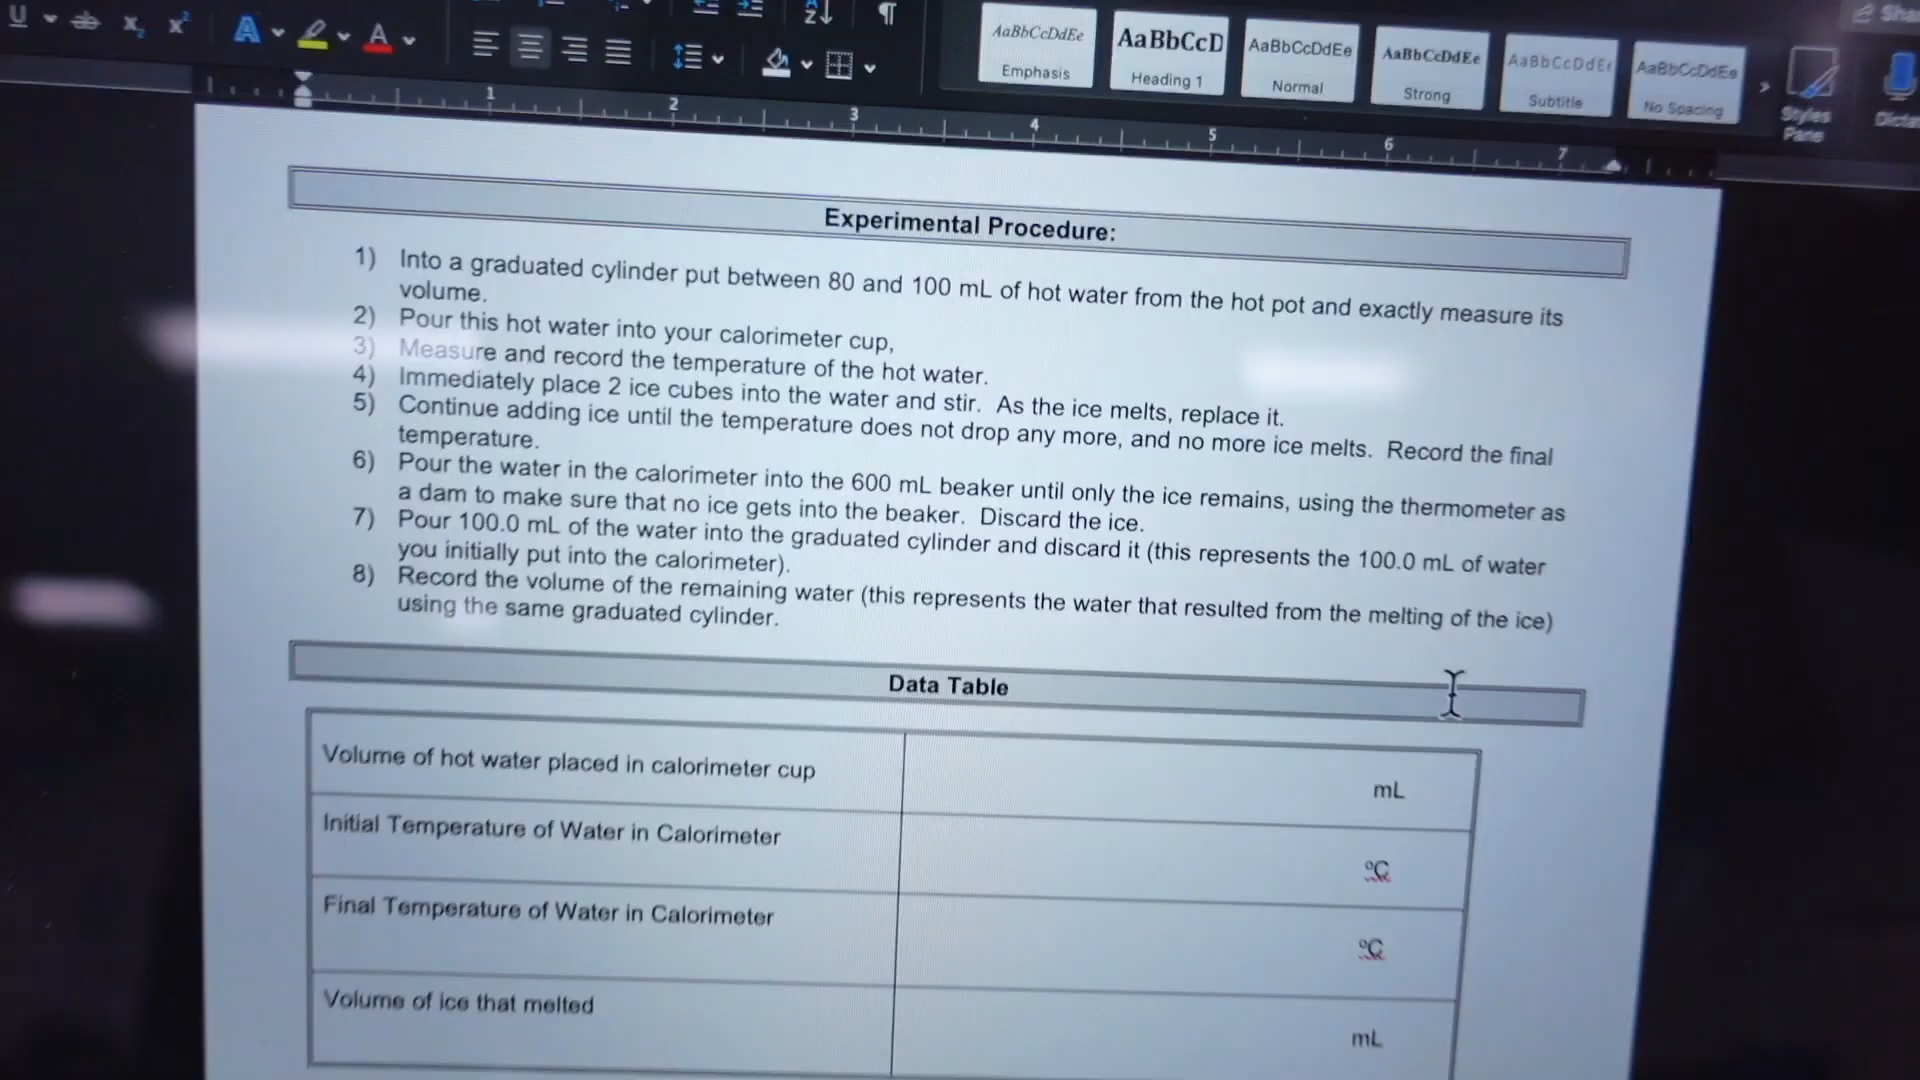 U x₂ x² A A
AaBbCcDdEe AaBbCcD AaBbCcDdEe AaBbCcDdEe AaBbCcDdEe AaBbCcDdEe
Emphasis Heading 1 Normal Strong Subtitle No Spacing
Styles
Pane
1 2 3 4 5 6 7
Experimental Procedure:
1) Into a graduated cylinder put between 80 and 100 mL of hot water from the hot pot and exactly measure its
volume.
2) Pour this hot water into your calorimeter cup,
3) Measure and record the temperature of the hot water.
4) Immediately place 2 ice cubes into the water and stir. As the ice melts, replace it.
5) Continue adding ice until the temperature does not drop any more, and no more ice melts. Record the final
temperature.
6) Pour the water in the calorimeter into the 600 mL beaker until only the ice remains, using the thermometer as
a dam to make sure that no ice gets into the beaker. Discard the ice.
7) Pour 100.0 mL of the water into the graduated cylinder and discard it (this represents the 100.0 mL of water
you initially put into the calorimeter).
8) Record the volume of the remaining water (this represents the water that resulted from the melting of the ice)
using the same graduated cylinder.
Data Table
Volume of hot water placed in calorimeter cup mL
Initial Temperature of Water in Calorimeter ºC
Final Temperature of Water in Calorimeter ºC
Volume of ice that melted mL